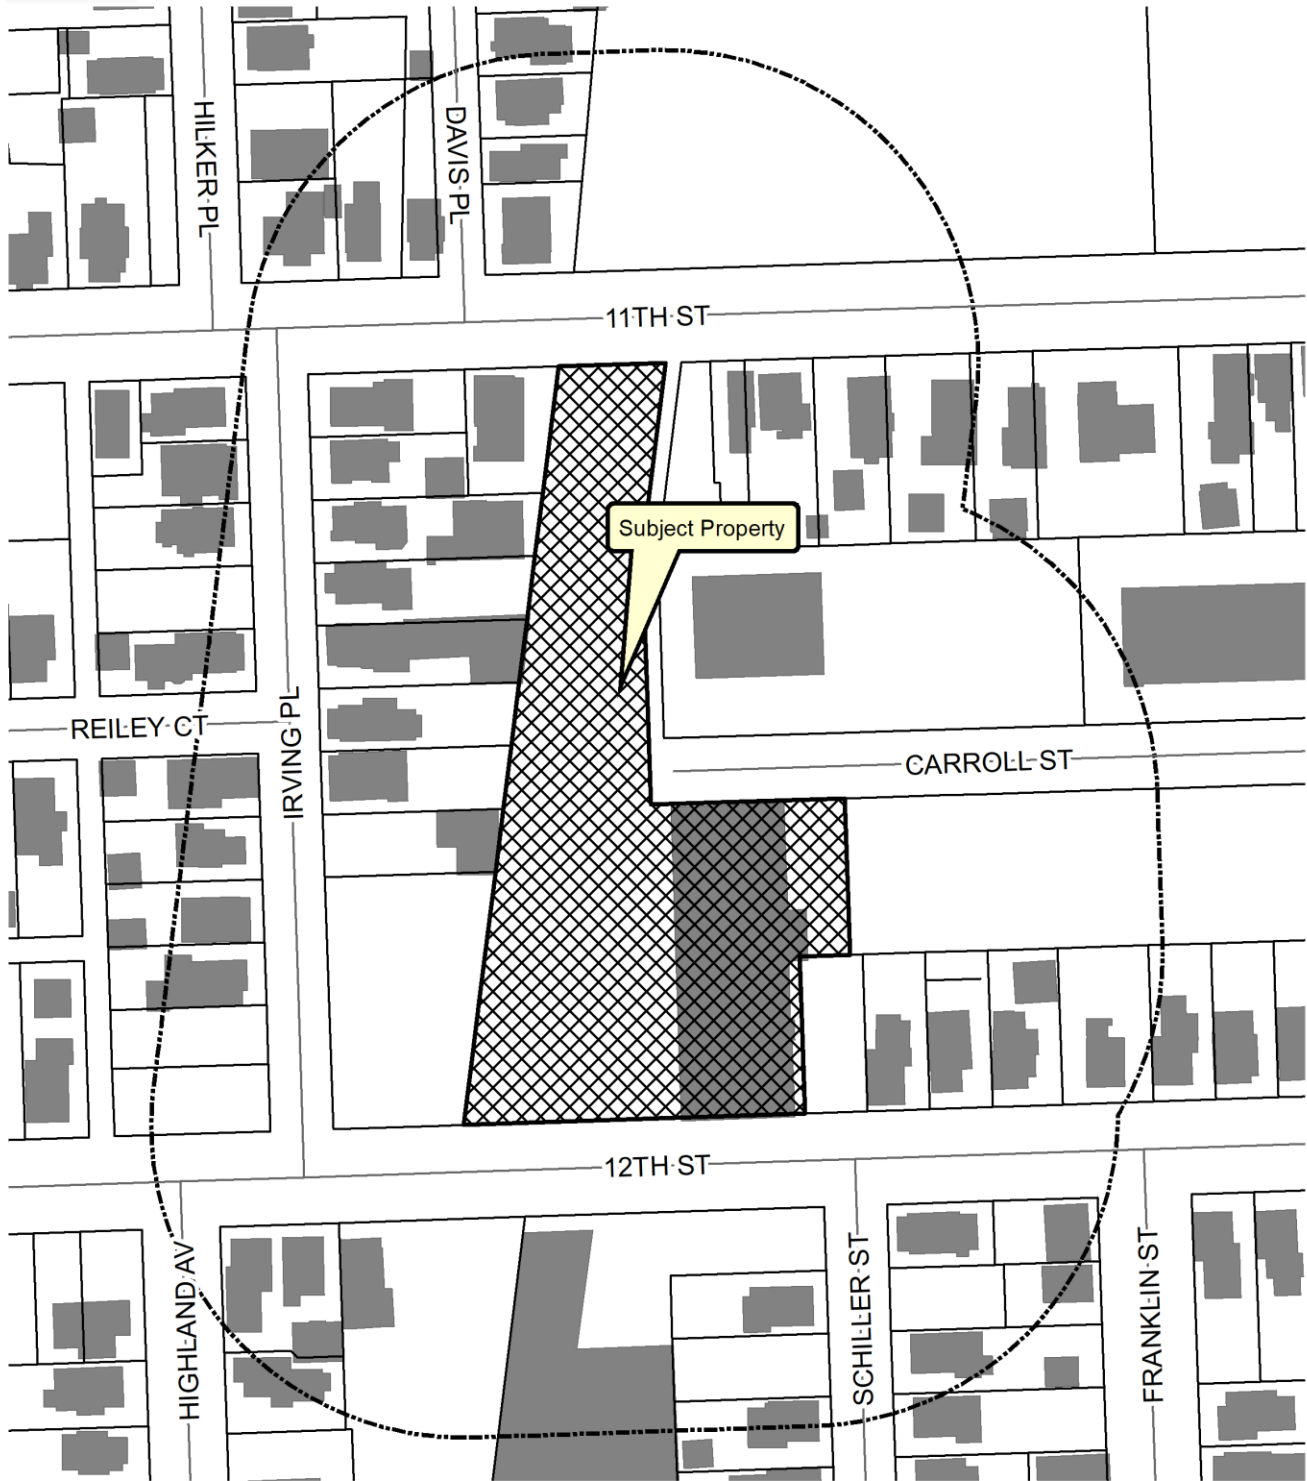 HILKER PL
DAVIS PL
11TH ST
Subject Property
REILEY CT
IRVING PL
CARROLL ST
12TH ST
HIGHLAND AV
SCHILLER ST
FRANKLIN ST